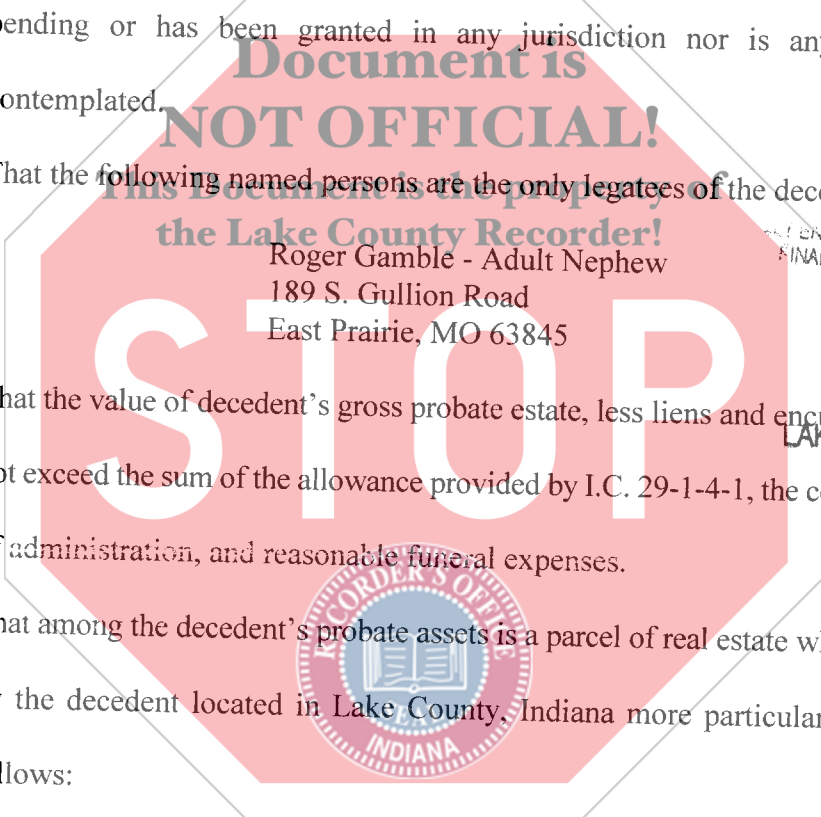 ending or has been granted in any jurisdiction nor is any
Document is
ontemplated.
NOT OFFICIAL!
That the following named persons are the only legatees of the dece
This Document is the property of
the Lake County Recorder!
Roger Gamble - Adult Nephew
189 S. Gullion Road
East Prairie, MO 63845
STOP
hat the value of decedent's gross probate estate, less liens and encu
LAK
ot exceed the sum of the allowance provided by I.C. 29-1-4-1, the c
f administration, and reasonable funeral expenses.
RECORDER'S OFFICE
hat among the decedent's probate assets is a parcel of real estate w
SEAL
y the decedent located in Lake County, Indiana more particular
INDIANA
llows: